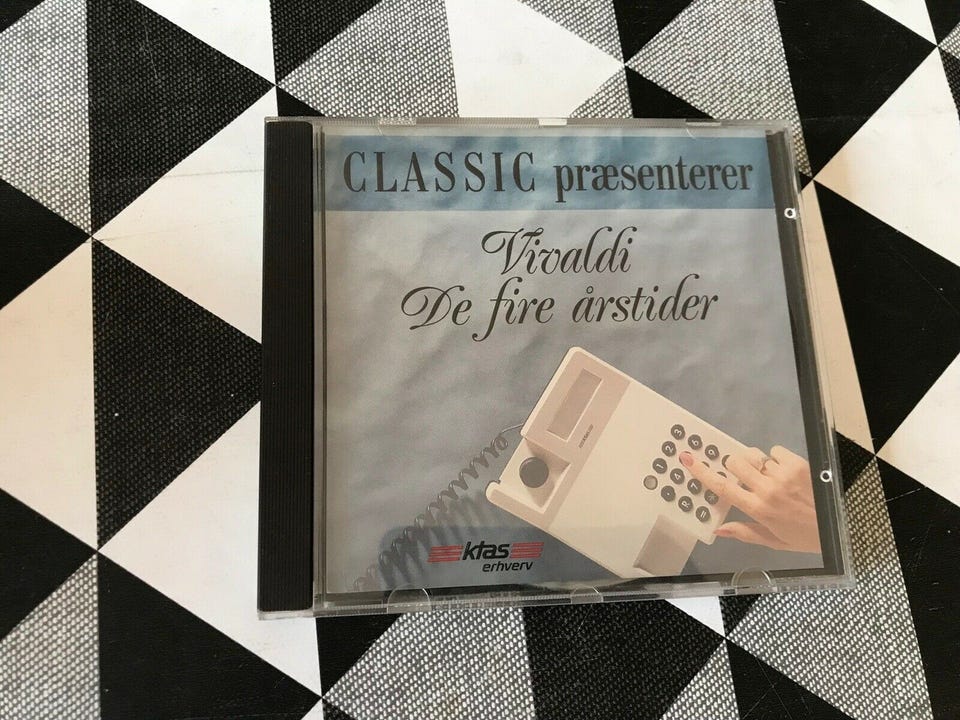 CLASSIC præsenterer
Vivaldi
De fire årstider
ktas
erhverv